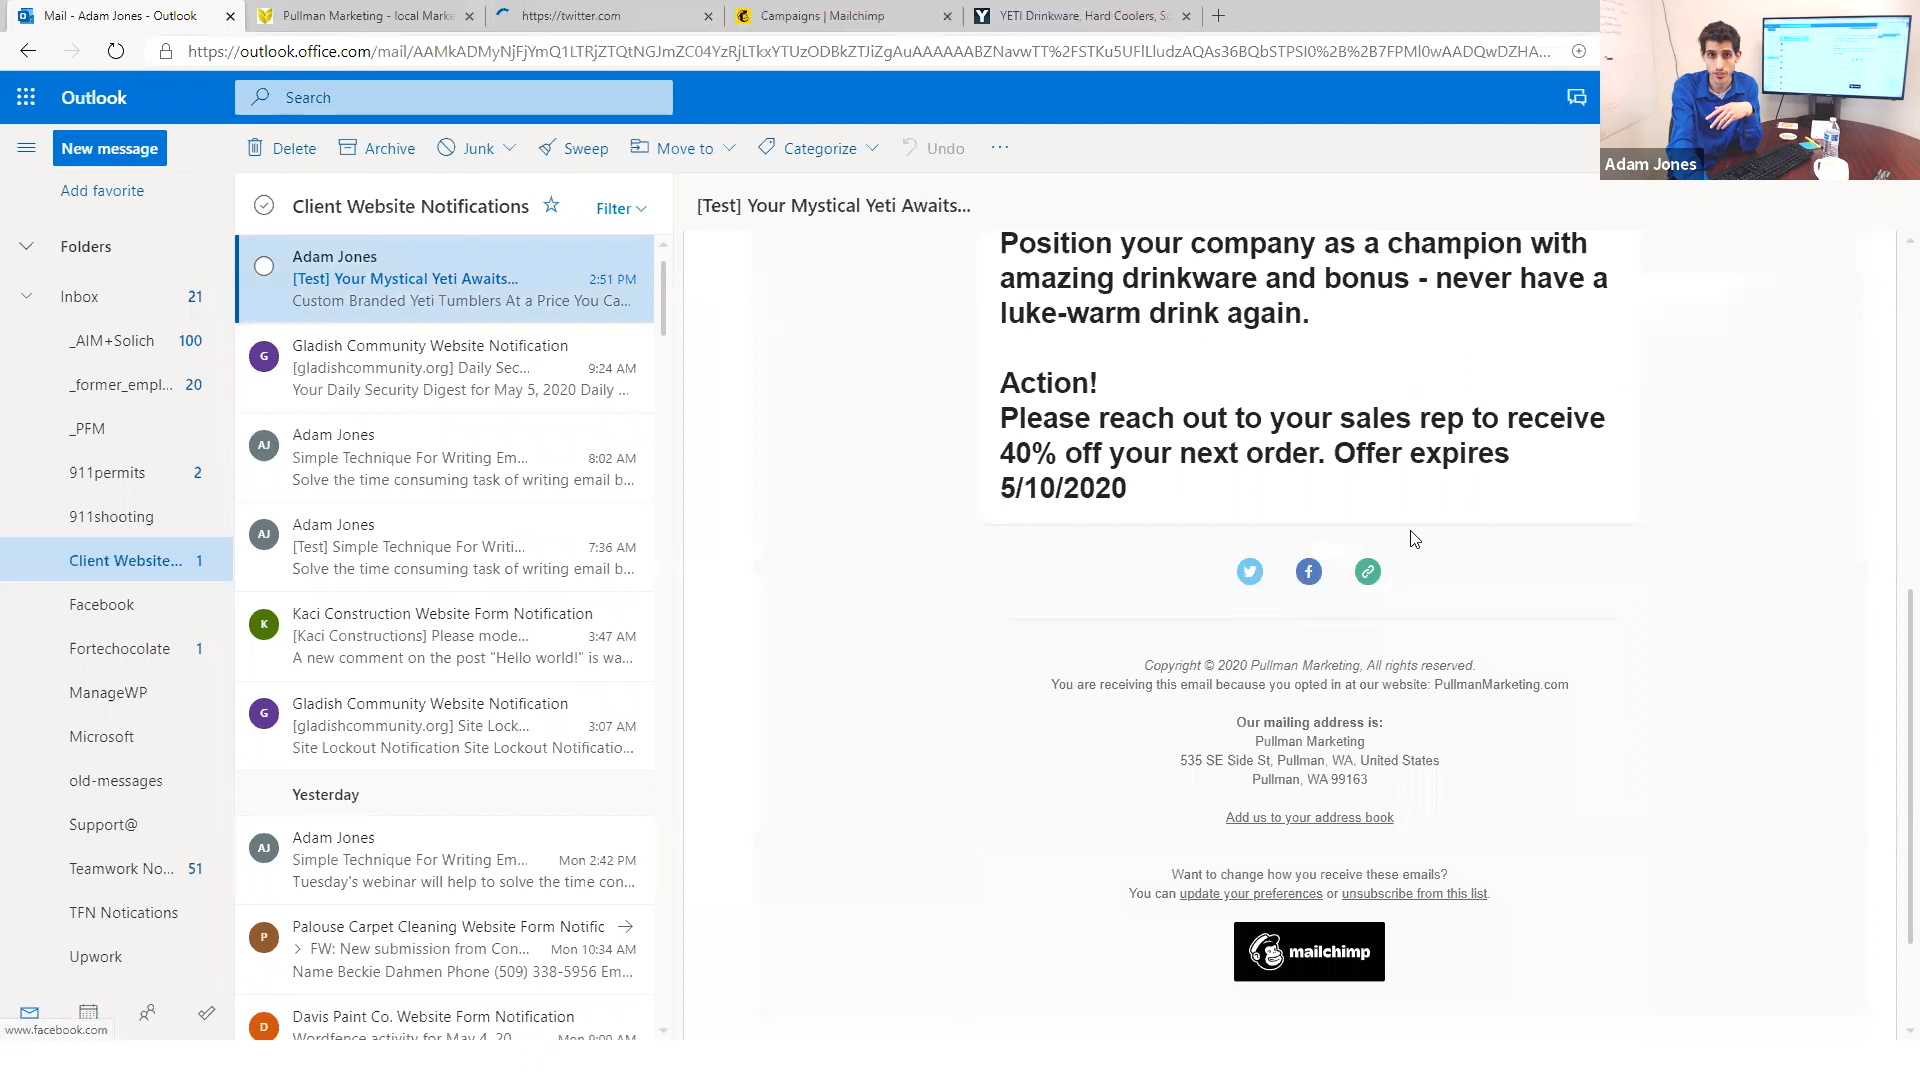 Mail - Adam Jones - Outlook
Pullman Marketing - local Marke
https://twitter.com
Campaigns | Mailchimp
YETI Drinkware, Hard Coolers, S
https://outlook.office.com/mail/
Outlook
Search
Adam Jones
New message
Delete
Archive
Junk
Sweep
Move to
Categorize
Undo
Add favorite
Folders
Inbox 21
_AIM+Solich 100
_former_empl... 20
_PFM
911permits 2
911shooting
Client Website... 1
Facebook
Fortechocolate 1
ManageWP
Microsoft
old-messages
Support@
Teamwork No... 51
TFN Notications
Upwork
www.facebook.com
Client Website Notifications
Filter
Adam Jones
[Test] Your Mystical Yeti Awaits... 2:51 PM
Custom Branded Yeti Tumblers At a Price You Ca...
G
Gladish Community Website Notification
[gladishcommunity.org] Daily Sec... 9:24 AM
Your Daily Security Digest for May 5, 2020 Daily ...
AJ
Adam Jones
Simple Technique For Writing Em... 8:02 AM
Solve the time consuming task of writing email b...
AJ
Adam Jones
[Test] Simple Technique For Writi... 7:36 AM
Solve the time consuming task of writing email b...
K
Kaci Construction Website Form Notification
[Kaci Constructions] Please mode... 3:47 AM
A new comment on the post "Hello world!" is wa...
G
Gladish Community Website Notification
[gladishcommunity.org] Site Lock... 3:07 AM
Site Lockout Notification Site Lockout Notificatio...
Yesterday
AJ
Adam Jones
Simple Technique For Writing Em... Mon 2:42 PM
Tuesday's webinar will help to solve the time con...
P
Palouse Carpet Cleaning Website Form Notific
FW: New submission from Con... Mon 10:34 AM
Name Beckie Dahmen Phone (509) 338-5956 Em...
D
Davis Paint Co. Website Form Notification
Wordfence activity for May 4, 20 Mon 9:00 AM
[Test] Your Mystical Yeti Awaits...
Position your company as a champion with
amazing drinkware and bonus - never have a
luke-warm drink again.
Action!
Please reach out to your sales rep to receive
40% off your next order. Offer expires
5/10/2020
Copyright © 2020 Pullman Marketing, All rights reserved.
You are receiving this email because you opted in at our website: PullmanMarketing.com
Our mailing address is:
Pullman Marketing
535 SE Side St, Pullman, WA, United States
Pullman, WA 99163
Add us to your address book
Want to change how you receive these emails?
You can update your preferences or unsubscribe from this list.
mailchimp